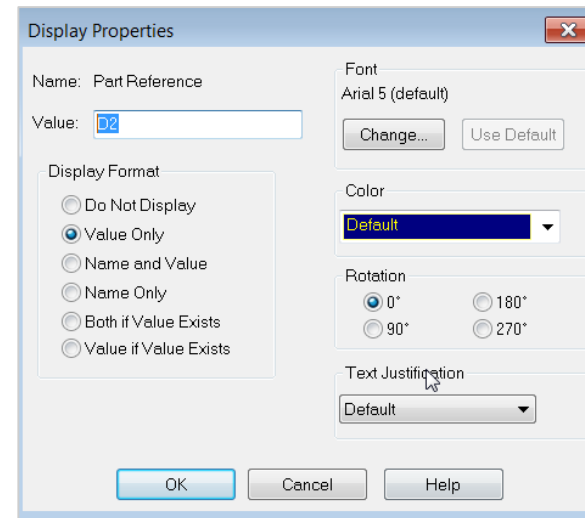 Display Properties
Name: Part Reference
Value: D2
Display Format
Do Not Display
Value Only
Name and Value
Name Only
Both if Value Exists
Value if Value Exists
Font
Arial 5 (default)
Change... Use Default
Color
Default
Rotation
0° 180°
90° 270°
Text Justification
Default
OK Cancel Help